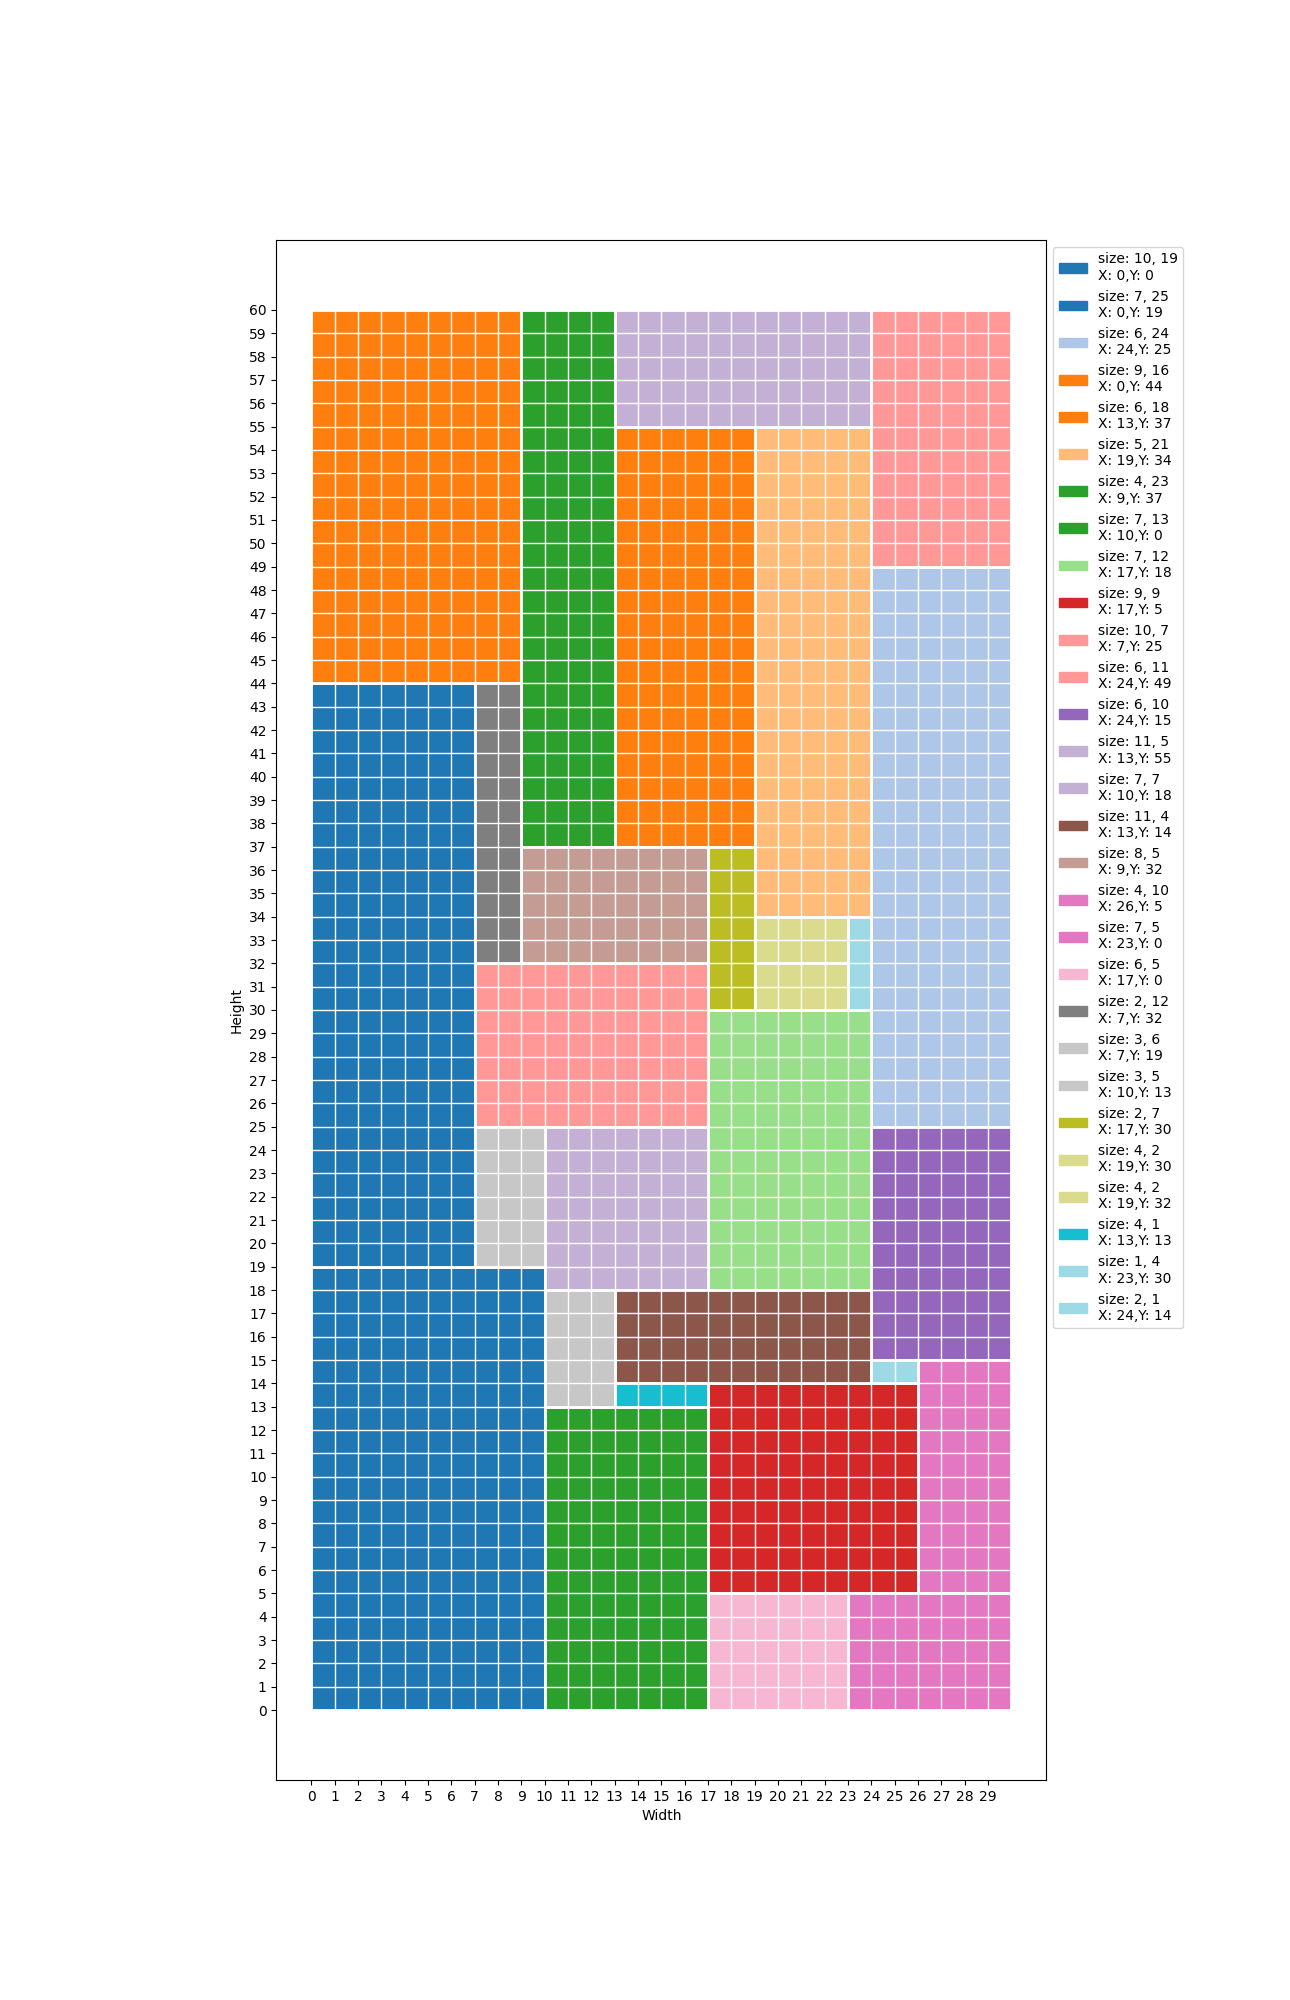 60
59
58
57
56
55
54
53
52
51
50
49
48
47
46
45
44
43
42
41
40
39
38
37
36
35
34
33
32
31
30
29
28
27
26
25
24
23
22
21
20
19
18
17
16
15
14
13
12
11
10
9
8
7
6
5
4
3
2
1
0
Height
0 1 2 3 4 5 6 7 8 9 10 11 12 13 14 15 16 17 18 19 20 21 22 23 24 25 26 27 28 29
Width
size: 10, 19
X: 0,Y: 0
size: 7, 25
X: 0,Y: 19
size: 6, 24
X: 24,Y: 25
size: 9, 16
X: 0,Y: 44
size: 6, 18
X: 13,Y: 37
size: 5, 21
X: 19,Y: 34
size: 4, 23
X: 9,Y: 37
size: 7, 13
X: 10,Y: 0
size: 7, 12
X: 17,Y: 18
size: 9, 9
X: 17,Y: 5
size: 10, 7
X: 7,Y: 25
size: 6, 11
X: 24,Y: 49
size: 6, 10
X: 24,Y: 15
size: 11, 5
X: 13,Y: 55
size: 7, 7
X: 10,Y: 18
size: 11, 4
X: 13,Y: 14
size: 8, 5
X: 9,Y: 32
size: 4, 10
X: 26,Y: 5
size: 7, 5
X: 23,Y: 0
size: 6, 5
X: 17,Y: 0
size: 2, 12
X: 7,Y: 32
size: 3, 6
X: 7,Y: 19
size: 3, 5
X: 10,Y: 13
size: 2, 7
X: 17,Y: 30
size: 4, 2
X: 19,Y: 30
size: 4, 2
X: 19,Y: 32
size: 4, 1
X: 13,Y: 13
size: 1, 4
X: 23,Y: 30
size: 2, 1
X: 24,Y: 14